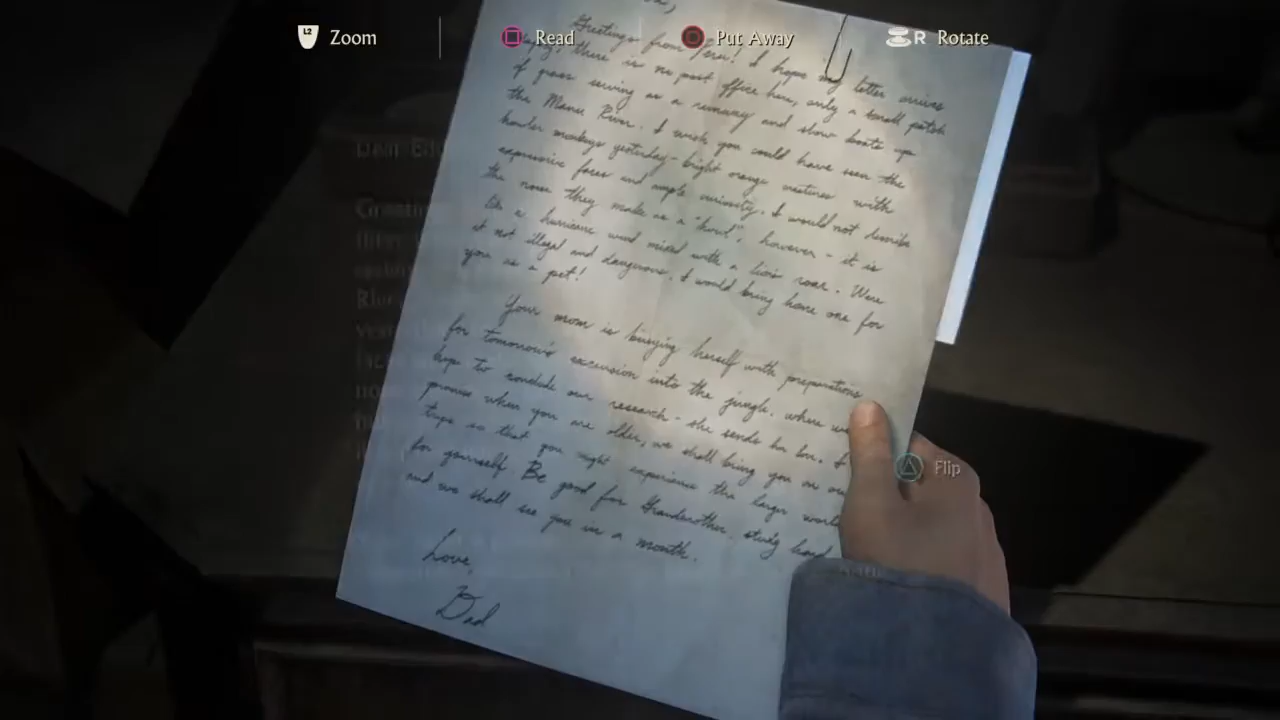 Zoom
Read
Put Away
Rotate
Greetings from Peru! I hope my letter arrives
there is no post office here, only a small patch
of grass serving as a runway and slow boats up
the Manu River. I wish you could have seen the
howler monkeys yesterday - bright orange creatures with
expressive faces and ample curiosity. I would not describe
the noise they make as a "howl", however - it is
like a hurricane wind mixed with a lion's roar. Were
it not illegal and dangerous, I would bring home one for
you as a pet!
Your mom is busying herself with preparations
for tomorrow's excursion into the jungle, where we
hope to conclude our research - she sends her love. I
promise when you are older, we shall bring you on our
trips so that you might experience the larger world
for yourself. Be good for Grandmother, study hard
and we shall see you in a month.
Love,
Dad
Flip